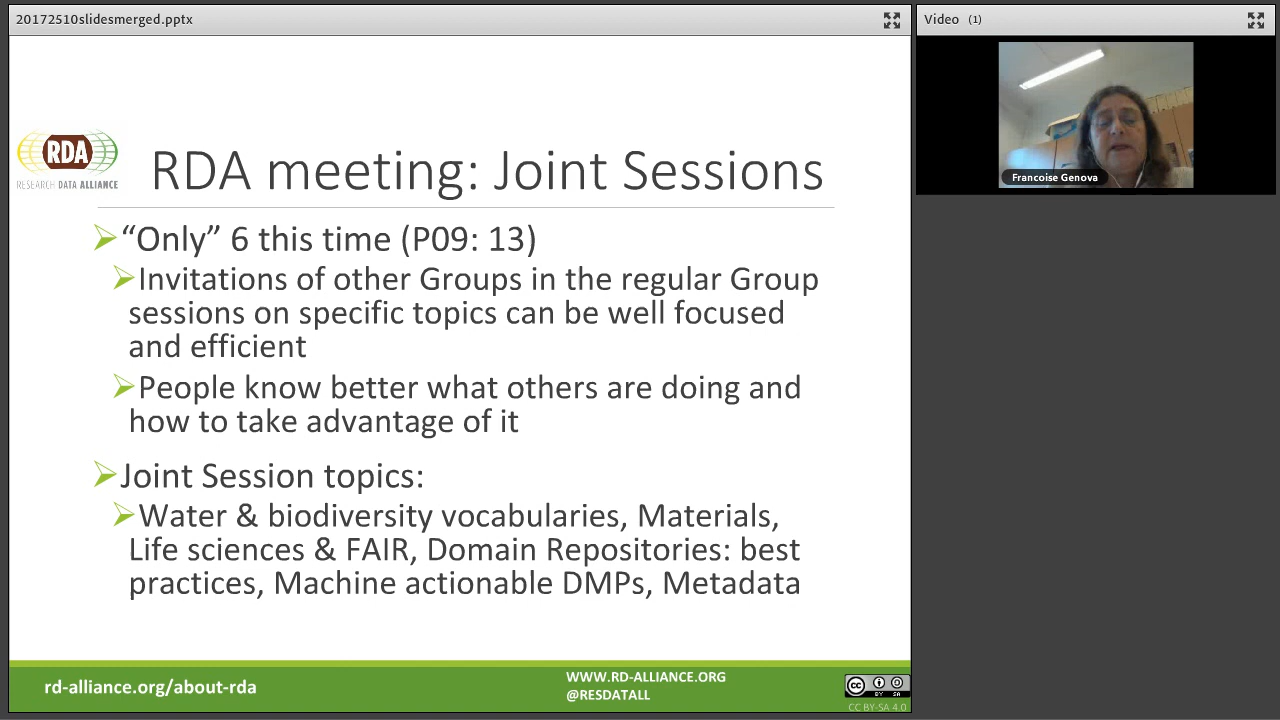 20172510slidesmerged.pptx
Video (1)
Francoise Genova
RDA
RESEARCH DATA ALLIANCE
RDA meeting: Joint Sessions
“Only” 6 this time (P09: 13)
Invitations of other Groups in the regular Group
sessions on specific topics can be well focused
and efficient
People know better what others are doing and
how to take advantage of it
Joint Session topics:
Water & biodiversity vocabularies, Materials,
Life sciences & FAIR, Domain Repositories: best
practices, Machine actionable DMPs, Metadata
rd-alliance.org/about-rda
WWW.RD-ALLIANCE.ORG
@RESDATALL
cc
BY SA
CC BY-SA 4.0